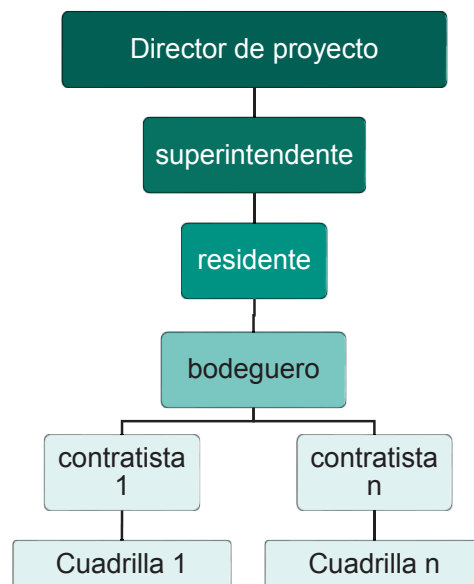 Director de proyecto
superintendente
residente
bodeguero
contratista
1
contratista
n
Cuadrilla 1
Cuadrilla n